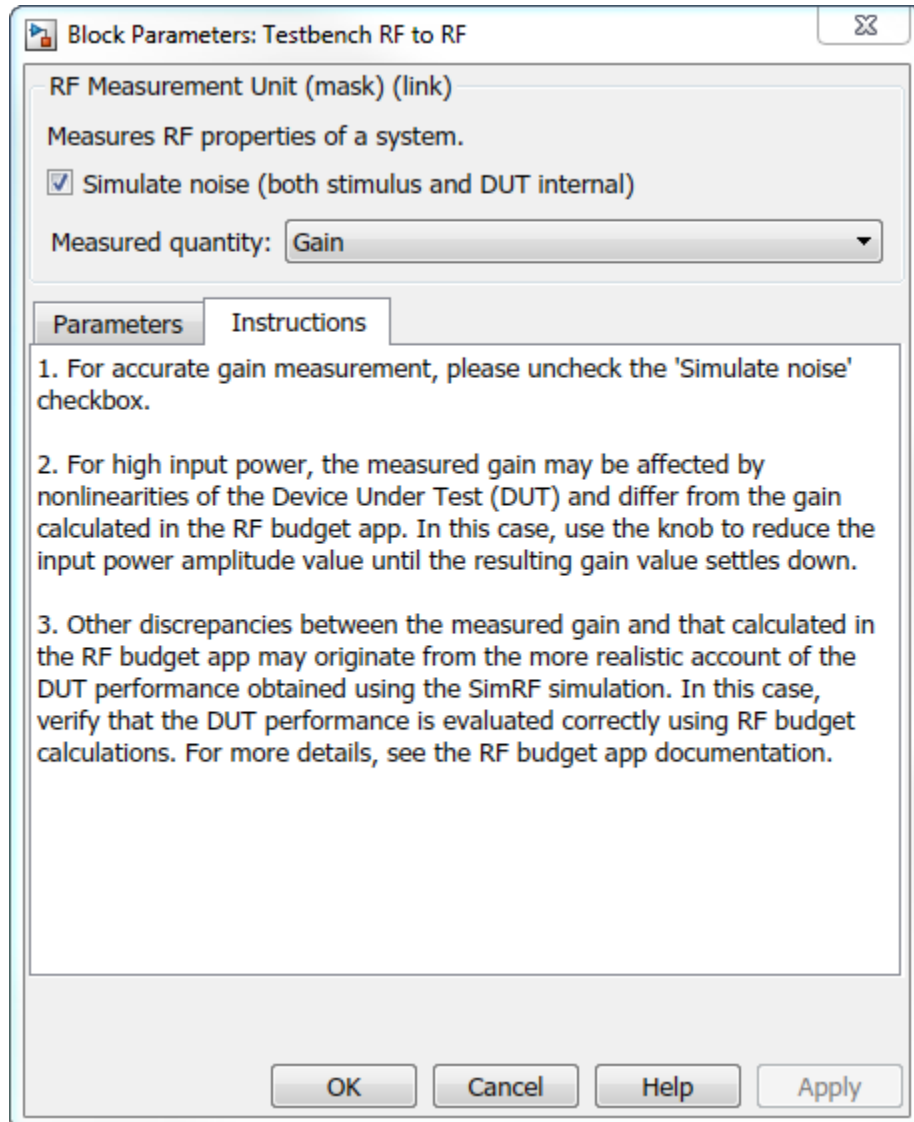 Block Parameters: Testbench RF to RF
RF Measurement Unit (mask) (link)
Measures RF properties of a system.
Simulate noise (both stimulus and DUT internal)
Measured quantity: Gain
Parameters Instructions
1. For accurate gain measurement, please uncheck the 'Simulate noise'
checkbox.
2. For high input power, the measured gain may be affected by
nonlinearities of the Device Under Test (DUT) and differ from the gain
calculated in the RF budget app. In this case, use the knob to reduce the
input power amplitude value until the resulting gain value settles down.
3. Other discrepancies between the measured gain and that calculated in
the RF budget app may originate from the more realistic account of the
DUT performance obtained using the SimRF simulation. In this case,
verify that the DUT performance is evaluated correctly using RF budget
calculations. For more details, see the RF budget app documentation.
OK Cancel Help Apply